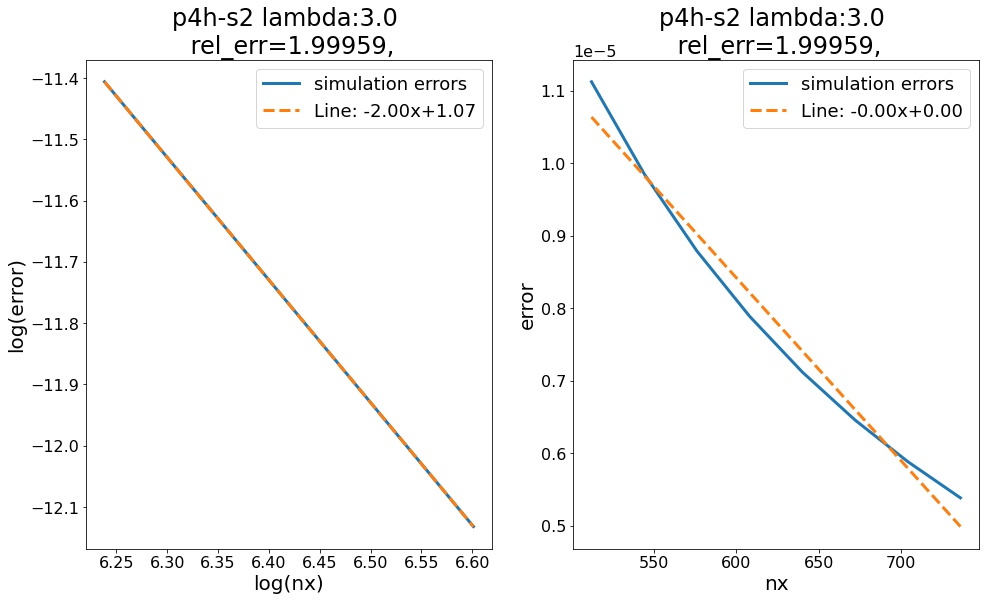 p4h-s2 lambda:3.0
rel_err=1.99959,
simulation errors
Line: -2.00x+1.07
−11.4
−11.5
−11.6
−11.7
−11.8
−11.9
−12.0
−12.1
log(error)
6.25 6.30 6.35 6.40 6.45 6.50 6.55 6.60
log(nx)
p4h-s2 lambda:3.0
rel_err=1.99959,
1e−5
simulation errors
Line: -0.00x+0.00
1.1
1.0
0.9
0.8
0.7
0.6
0.5
error
550 600 650 700
nx